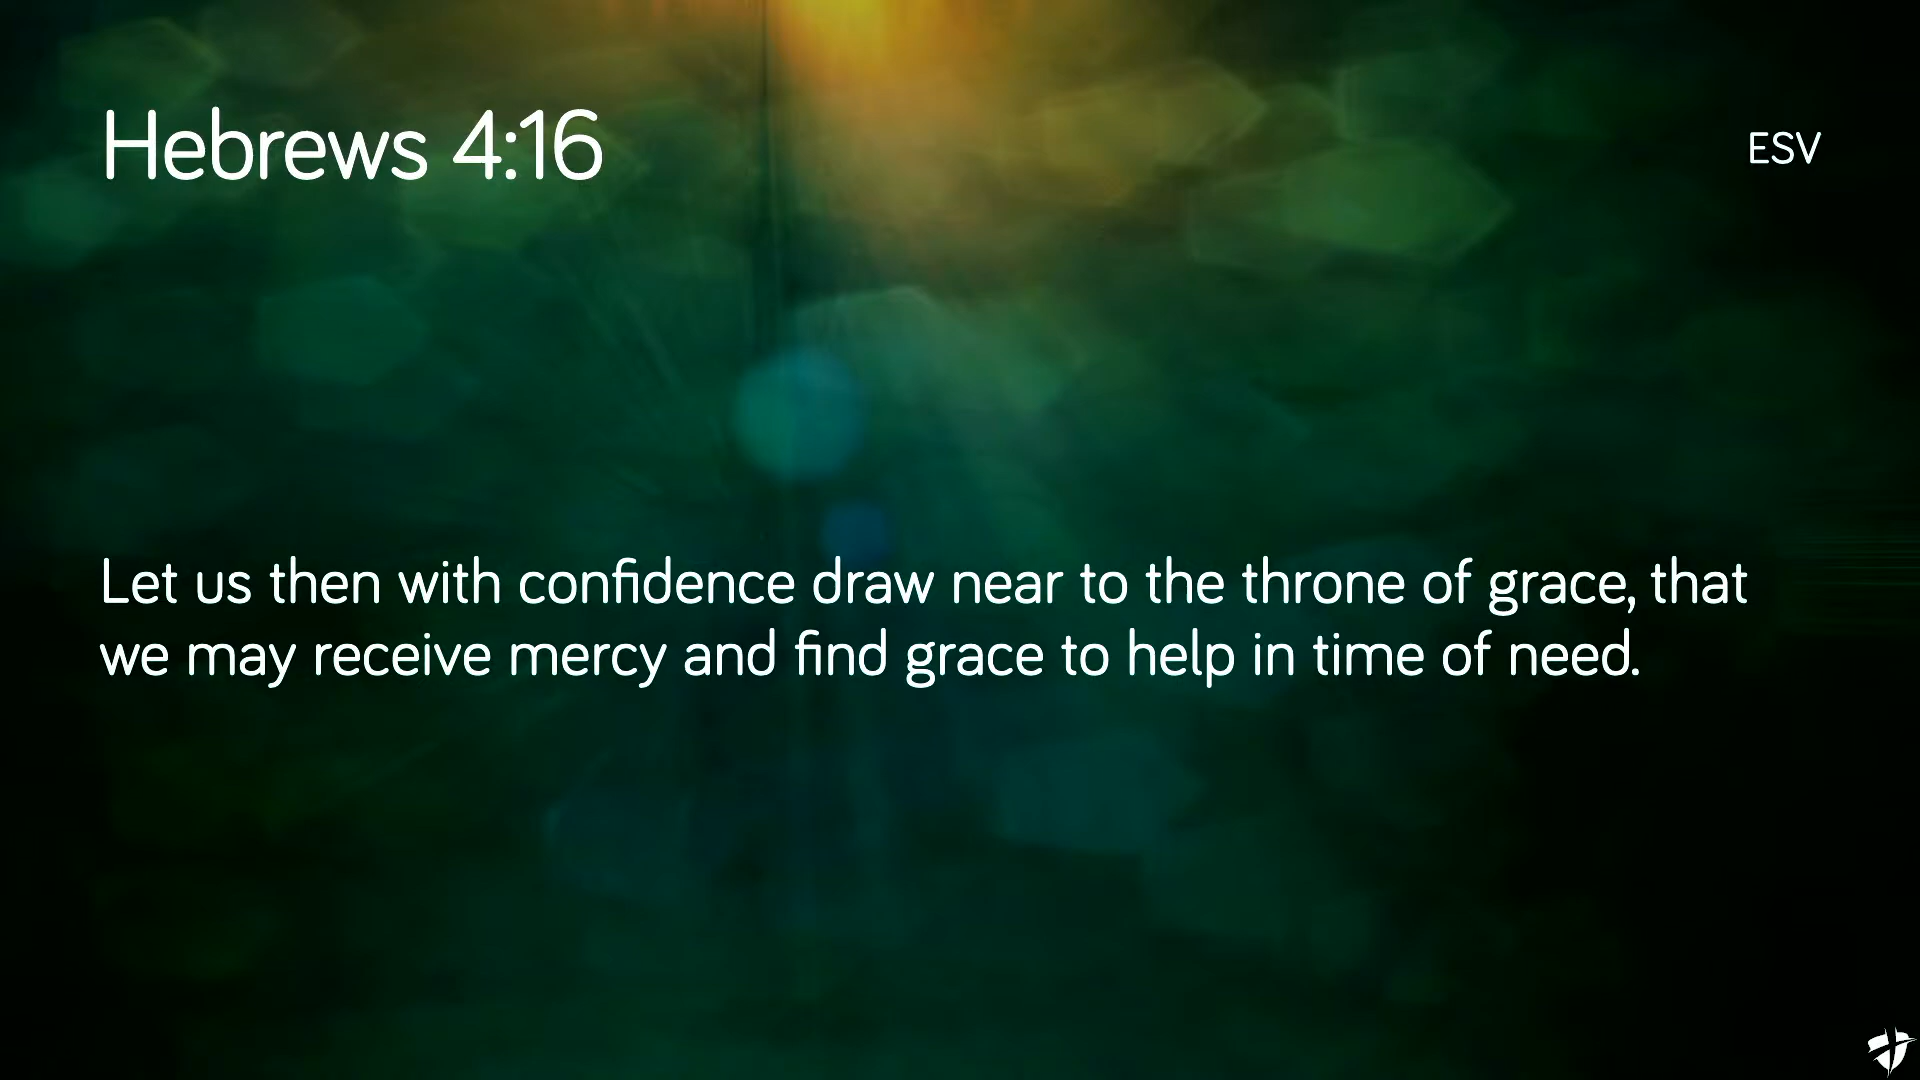 Hebrews 4:16
ESV
Let us then with confidence draw near to the throne of grace, that
we may receive mercy and find grace to help in time of need.